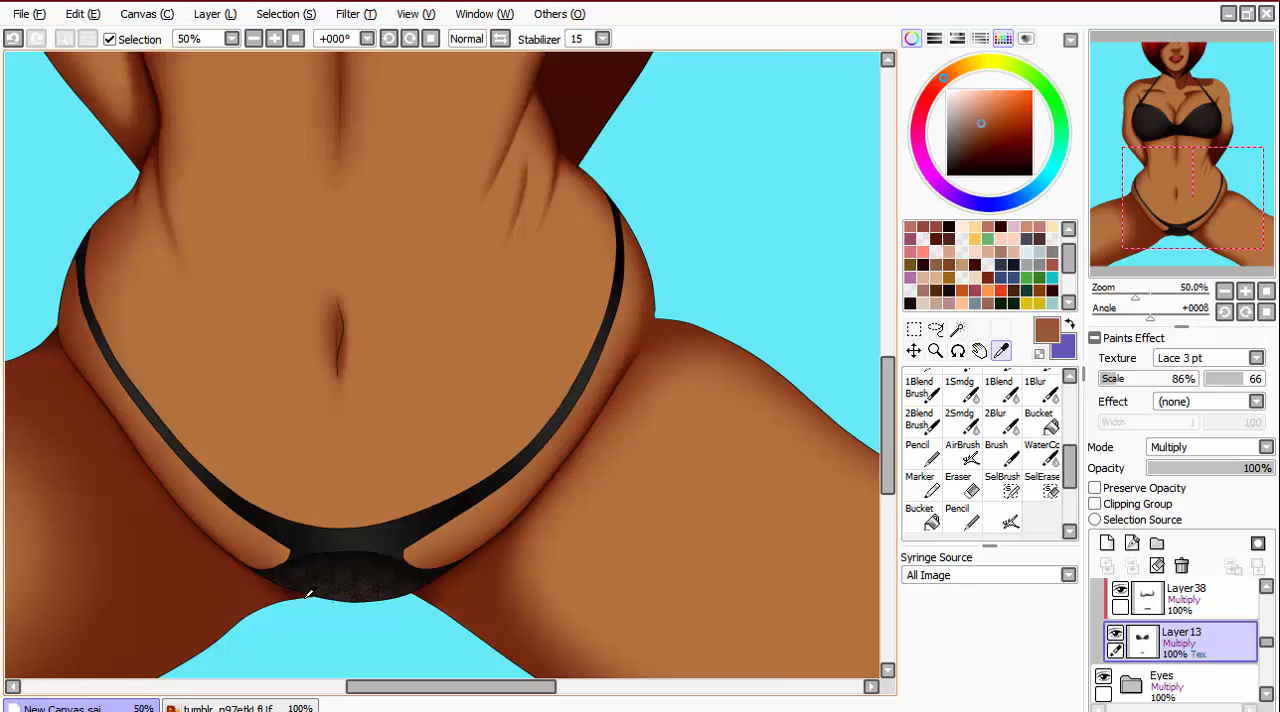 File (F) Edit (E) Canvas (C) Layer (L) Selection (S) Filter (T) View (V) Window (W) Others (O)
Selection 50% +000° Normal Stabilizer 15
Zoom 50.0%
Angle +000ß
Paints Effect
Texture Lace 3 pt
Scale 86% 66
Effect (none)
Width 1 100
Mode Multiply
Opacity 100%
Preserve Opacity
Clipping Group
Selection Source
1Blend Brush 1Smdg 1Blend 1Blur
2Blend Brush 2Smdg 2Blur Bucket
Pencil AirBrush Brush WaterCo
Marker Eraser SelBrush SelErase
Bucket Pencil
Syringe Source
All Image
Layer38
Multiply
100%
Layer13
Multiply
100% Tex
Eyes
Multiply
100%
New Canvas.sai 50% 100%